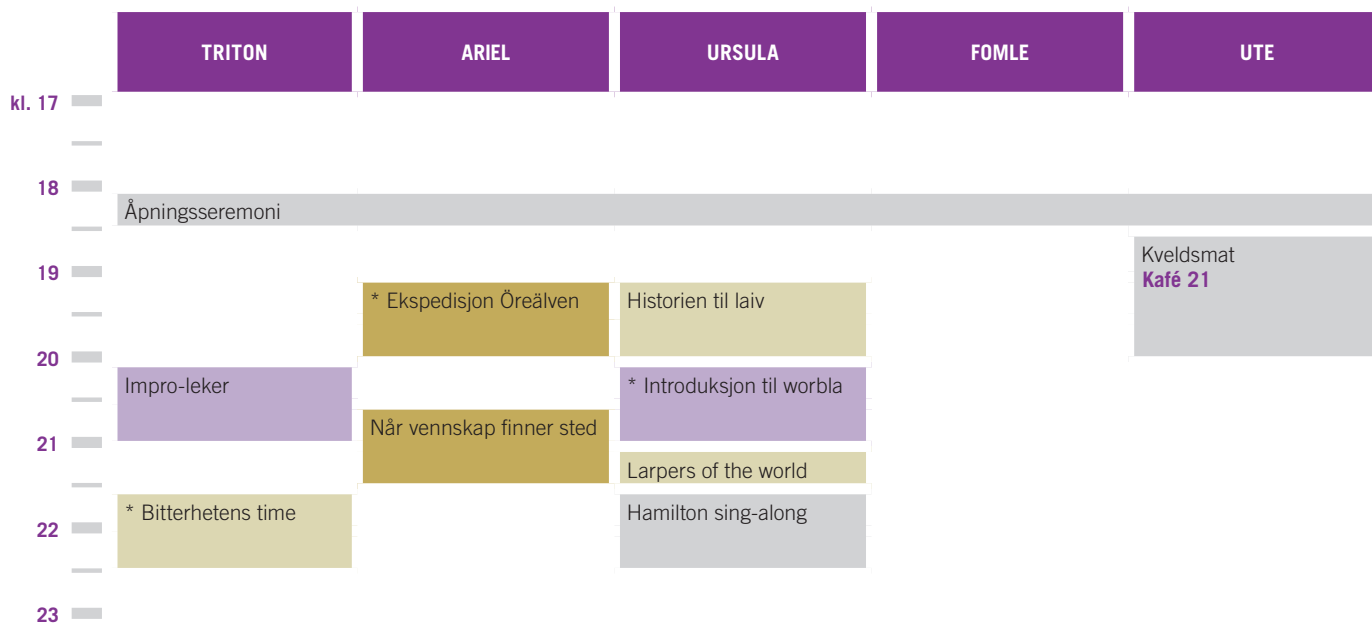 TRITON
ARIEL
URSULA
FOMLE
UTE
kl. 17
18
Åpningsseremoni
Kveldsmat
19
Kafé 21
* Ekspedisjon Öreälven
Historien til laiv
20
Impro-leker
* Introduksjon til worbla
Når vennskap finner sted
21
Larpers of the world
* Bitterhetens time
Hamilton sing-along
22
23